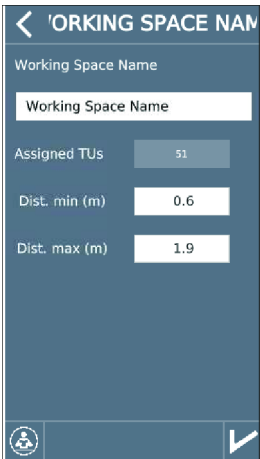 'ORKING SPACE NAM
Working Space Name
Working Space Name
Assigned TUs 51
Dist. min (m) 0.6
Dist. max (m) 1.9